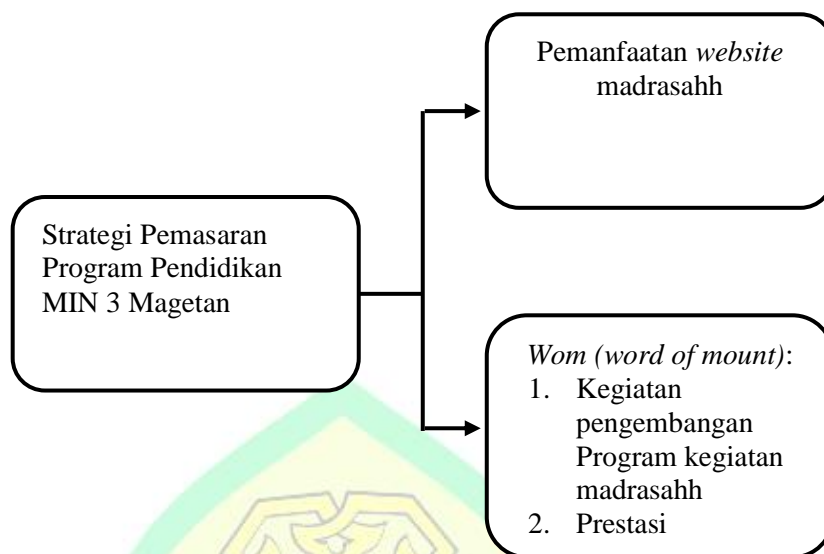 Pemanfaatan website
madrasahh
Strategi Pemasaran
Program Pendidikan
MIN 3 Magetan
Wom (word of mount):
1. Kegiatan
pengembangan
Program kegiatan
madrasahh
2. Prestasi